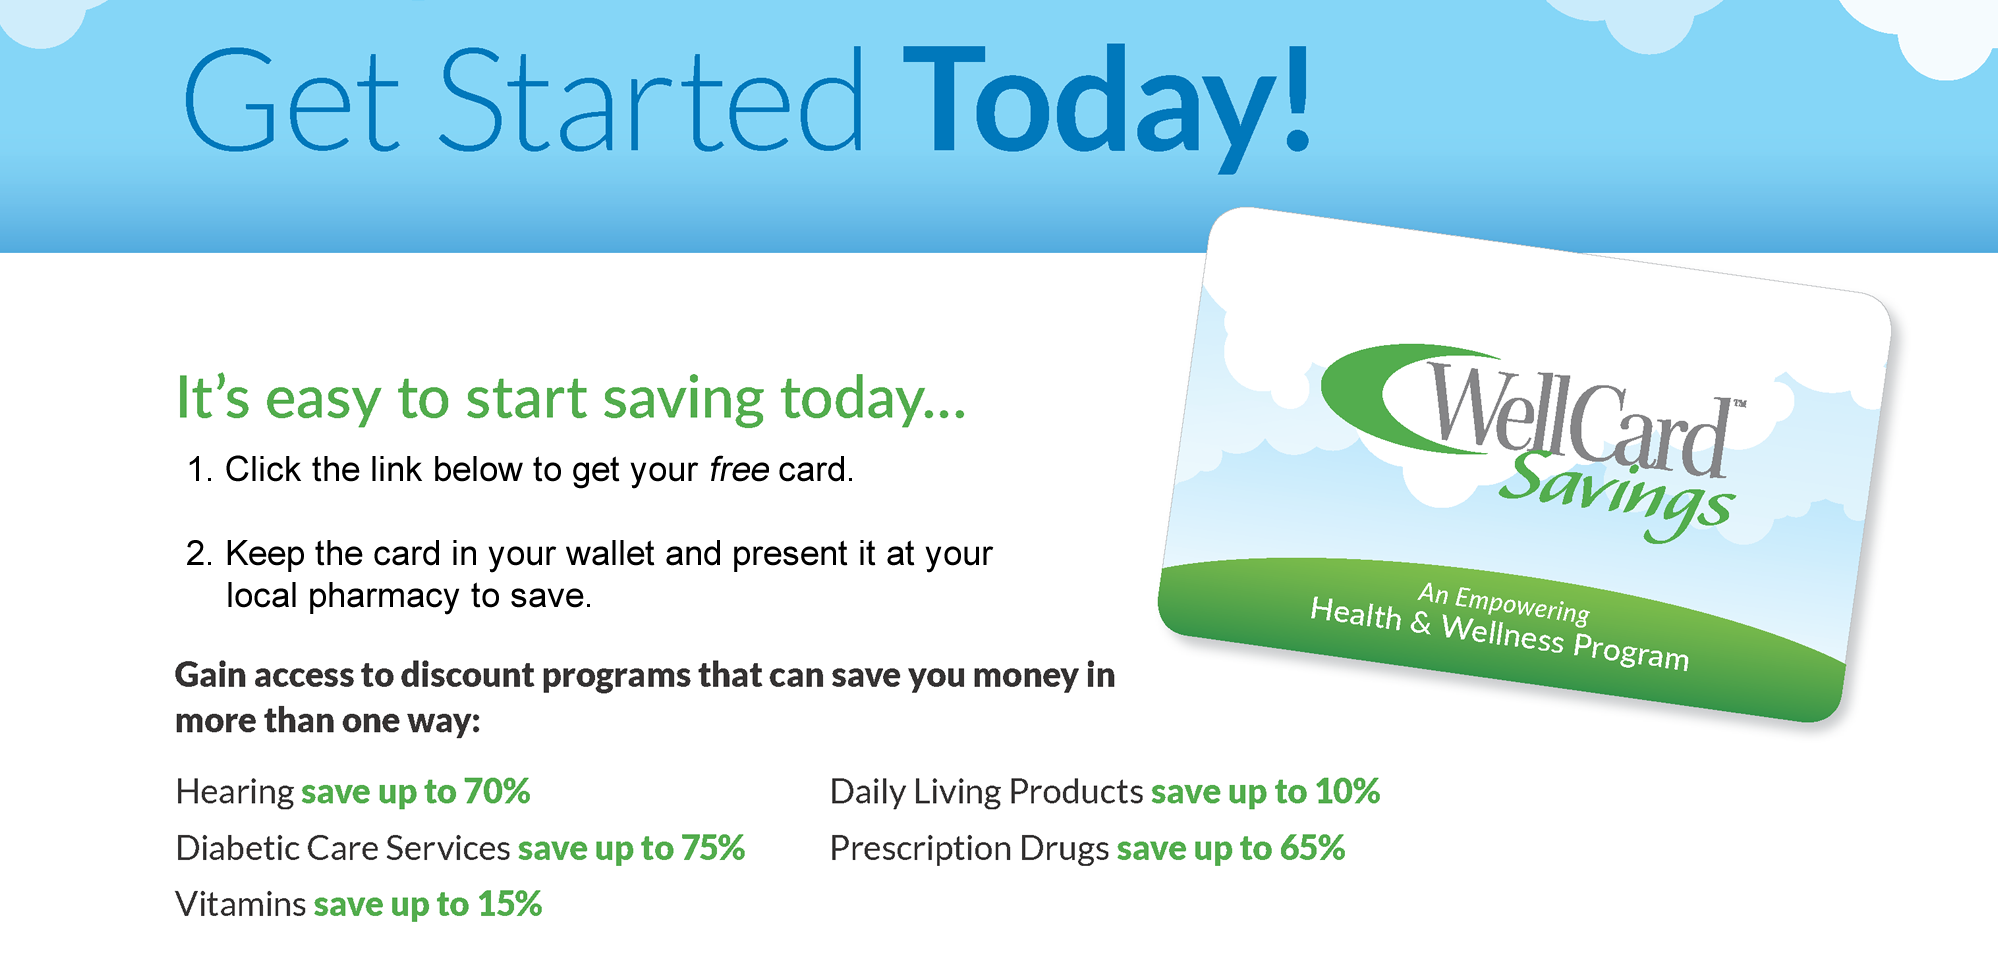 Get Started Today!
It's easy to start saving today...
1. Click the link below to get your free card.
2. Keep the card in your wallet and present it at your
local pharmacy to save.
Gain access to discount programs that can save you money in
more than one way:
Hearing save up to 70%
Diabetic Care Services save up to 75%
Vitamins save up to 15%
Daily Living Products save up to 10%
Prescription Drugs save up to 65%
WellCard™
Savings
An Empowering
Health & Wellness Program